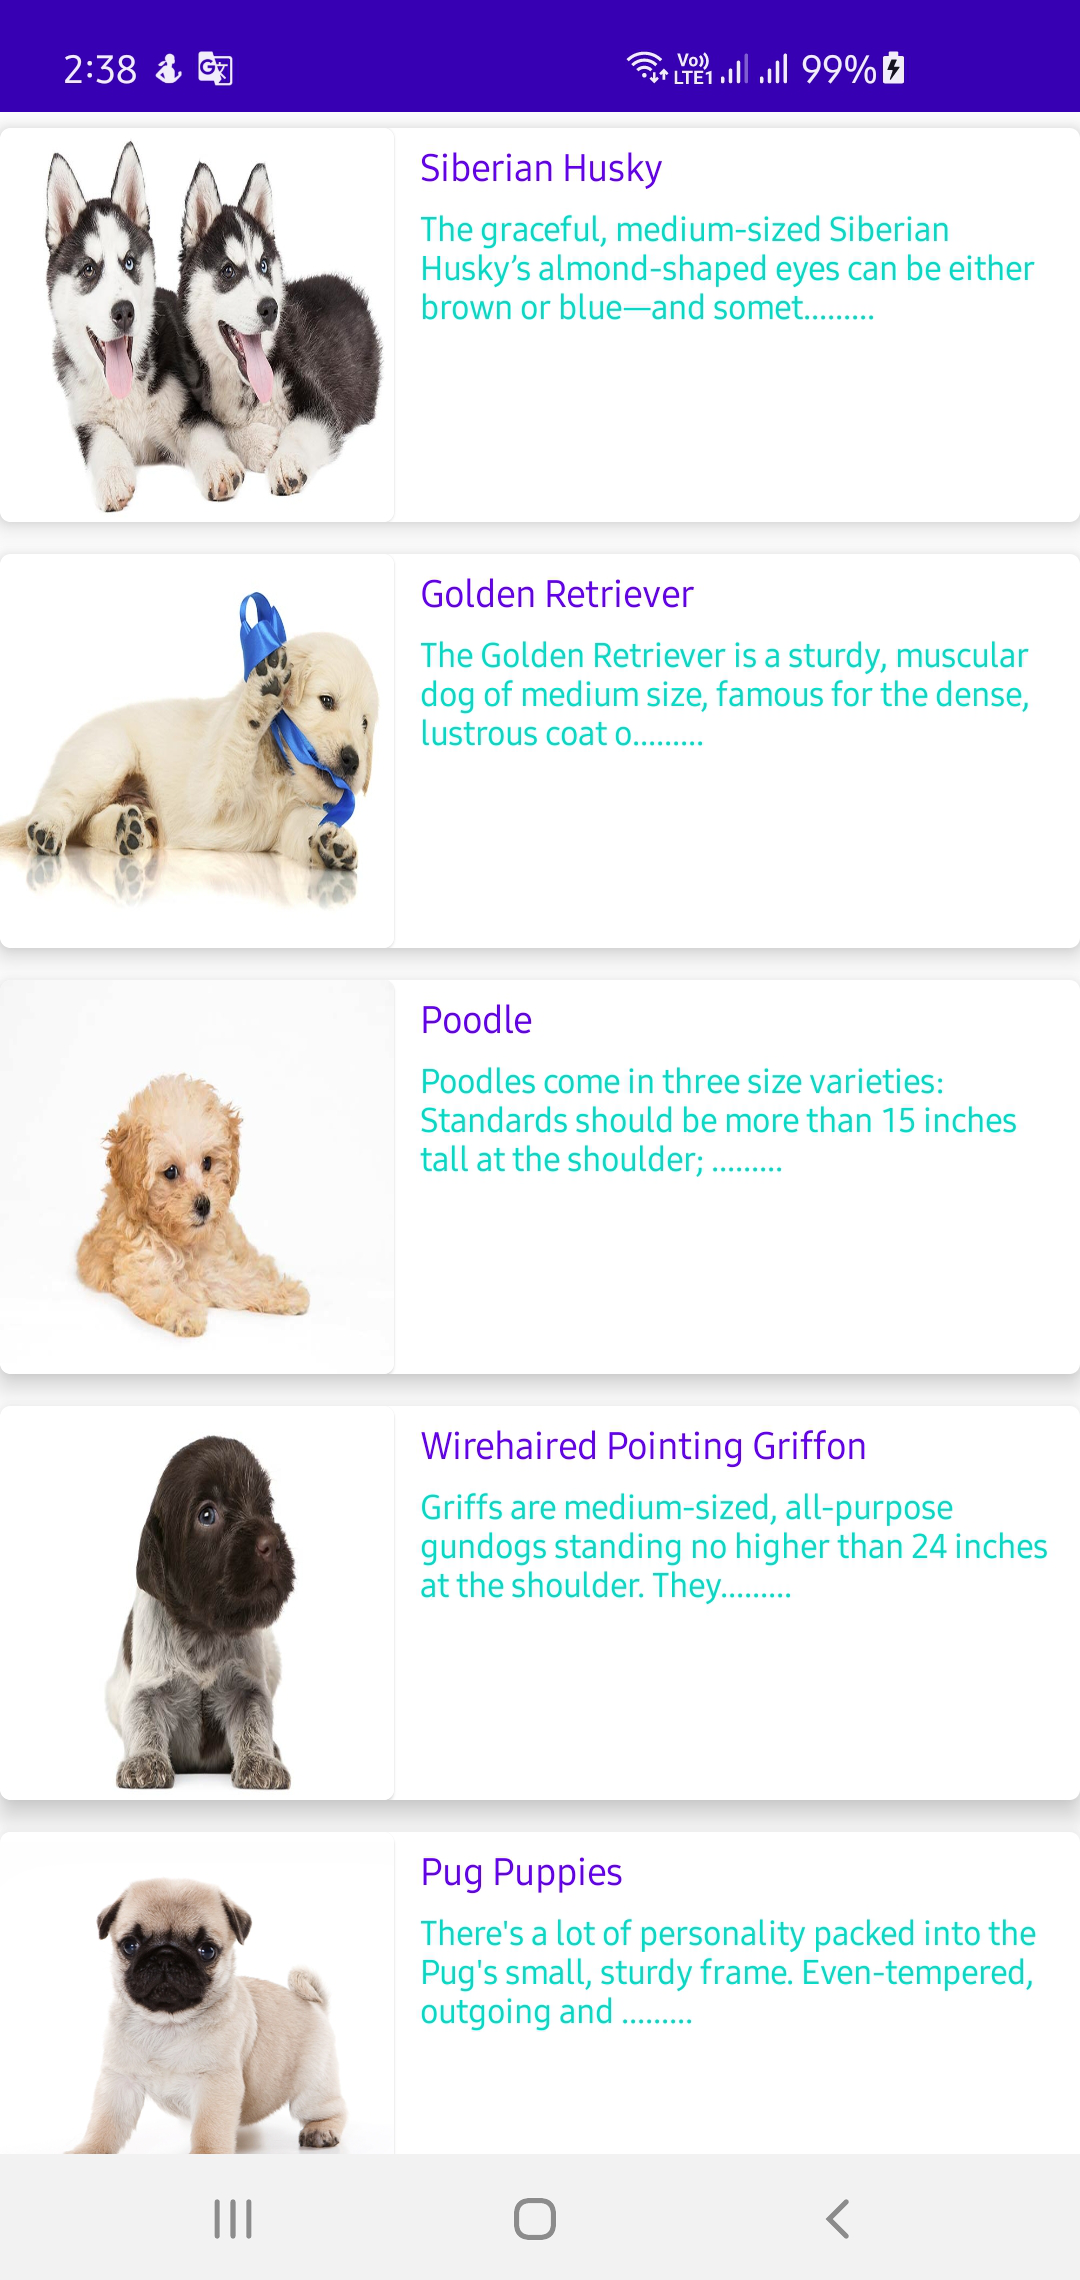 2:38
Vo))
LTE1
99%
Siberian Husky
The graceful, medium-sized Siberian
Husky’s almond-shaped eyes can be either
brown or blue—and somet.........
Golden Retriever
The Golden Retriever is a sturdy, muscular
dog of medium size, famous for the dense,
lustrous coat o.........
Poodle
Poodles come in three size varieties:
Standards should be more than 15 inches
tall at the shoulder; .........
Wirehaired Pointing Griffon
Griffs are medium-sized, all-purpose
gundogs standing no higher than 24 inches
at the shoulder. They.........
Pug Puppies
There's a lot of personality packed into the
Pug's small, sturdy frame. Even-tempered,
outgoing and .........